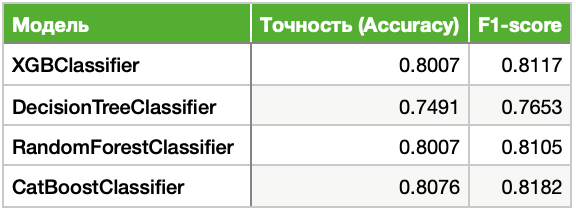 Модель Точность (Accuracy) F1-score
XGBClassifier 0.8007 0.8117
DecisionTreeClassifier 0.7491 0.7653
RandomForestClassifier 0.8007 0.8105
CatBoostClassifier 0.8076 0.8182